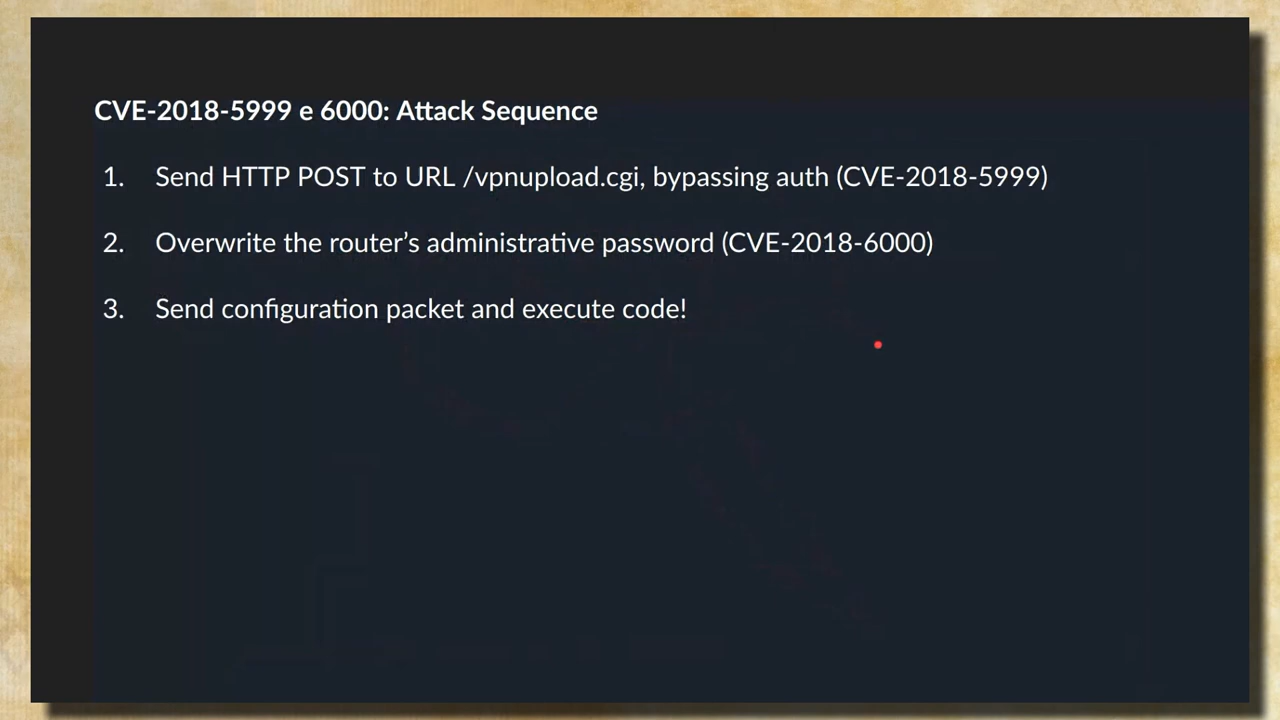 CVE-2018-5999 e 6000: Attack Sequence
1. Send HTTP POST to URL /vpnupload.cgi, bypassing auth (CVE-2018-5999)
2. Overwrite the router’s administrative password (CVE-2018-6000)
3. Send configuration packet and execute code!